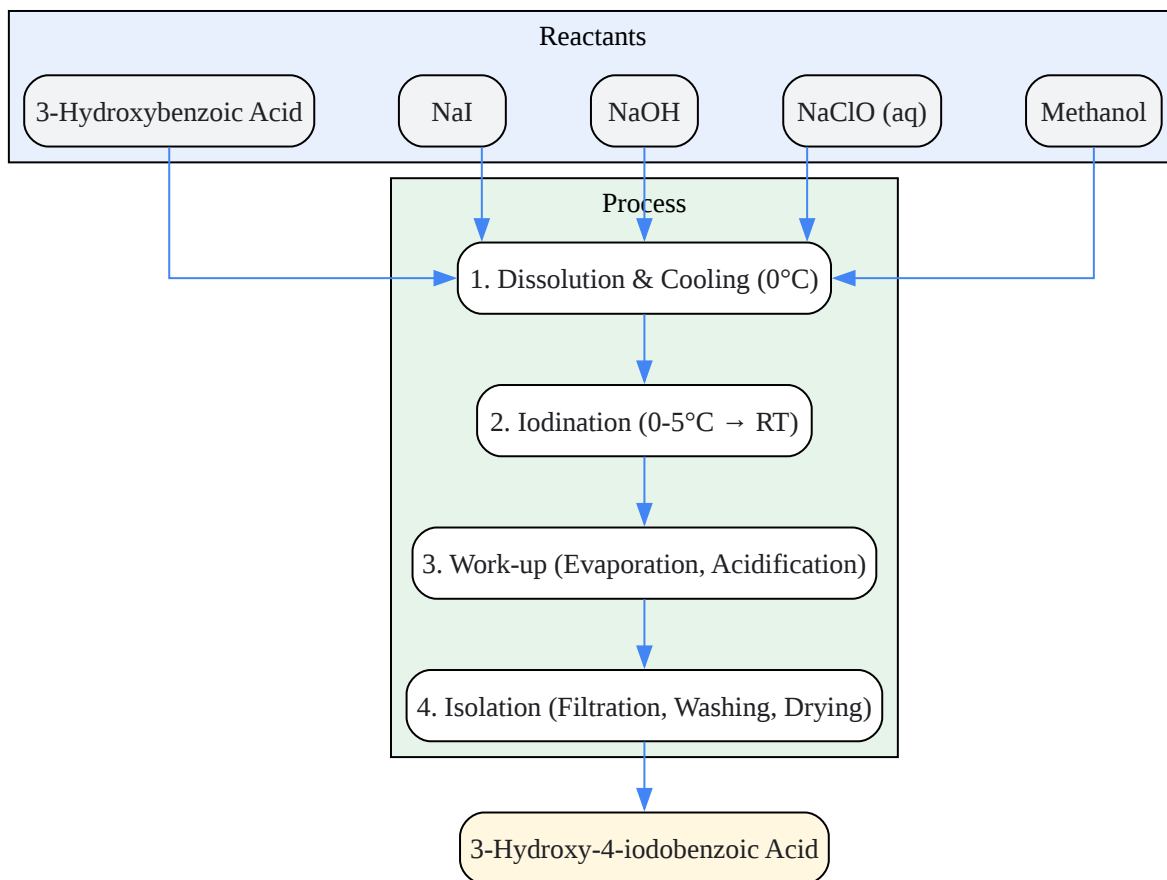 Reactants
3-Hydroxybenzoic Acid
NaI
NaOH
NaClO (aq)
Methanol
Process
1. Dissolution & Cooling (0°C)
2. Iodination (0-5°C → RT)
3. Work-up (Evaporation, Acidification)
4. Isolation (Filtration, Washing, Drying)
3-Hydroxy-4-iodobenzoic Acid